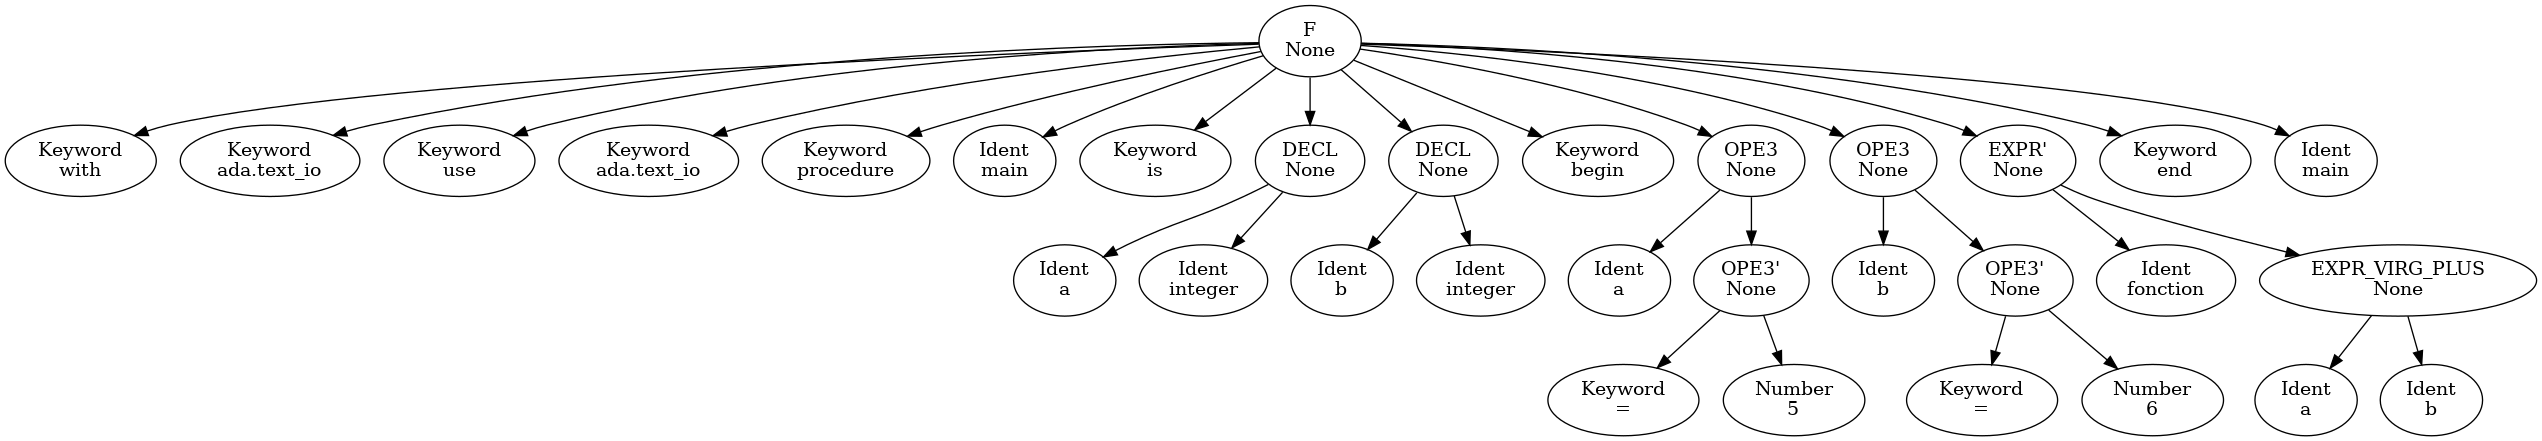 F
None
Keyword
with
Keyword
ada.text_io
Keyword
use
Keyword
ada.text_io
Keyword
procedure
Ident
main
Keyword
is
DECL
None
DECL
None
Keyword
begin
OPE3
None
OPE3
None
EXPR'
None
Keyword
end
Ident
main
Ident
a
Ident
integer
Ident
b
Ident
integer
Ident
a
OPE3'
None
Ident
b
OPE3'
None
Ident
fonction
EXPR_VIRG_PLUS
None
Keyword
=
Number
5
Keyword
=
Number
6
Ident
a
Ident
b